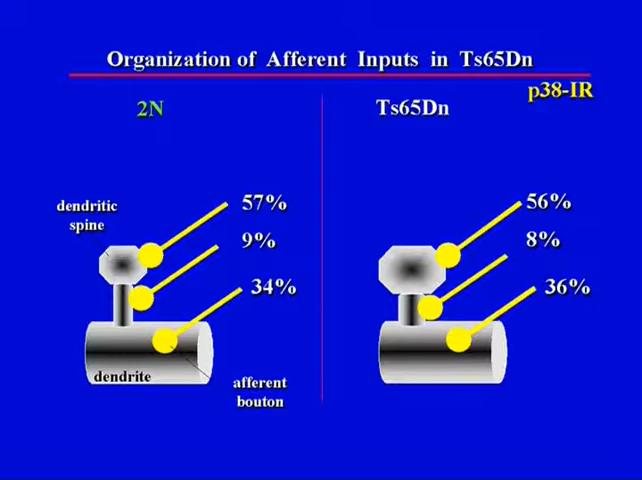 Organization of Afferent Inputs in Ts65Dn
p38-IR
2N
Ts65Dn
dendritic
spine
57%
9%
34%
dendrite
afferent
bouton
56%
8%
36%